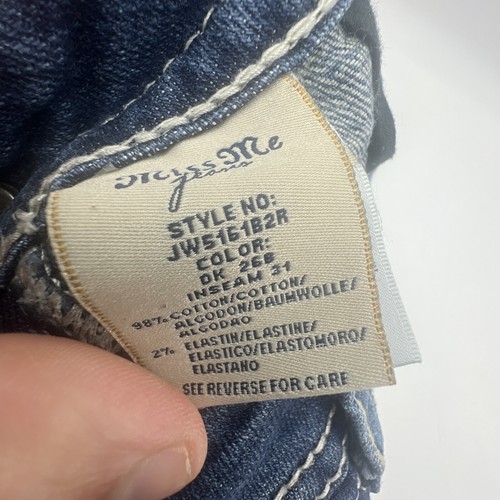 Miss Me
Jeans
STYLE NO:
JW5161B2R
COLOR:
DK 268
INSEAM 31
98% COTTON/COTTON/
ALGODON/BAUMWOLLE/
ALGODAO
2% ELASTIN/ELASTINE/
ELASTICO/ELASTOMORO/
ELASTANO
SEE REVERSE FOR CARE